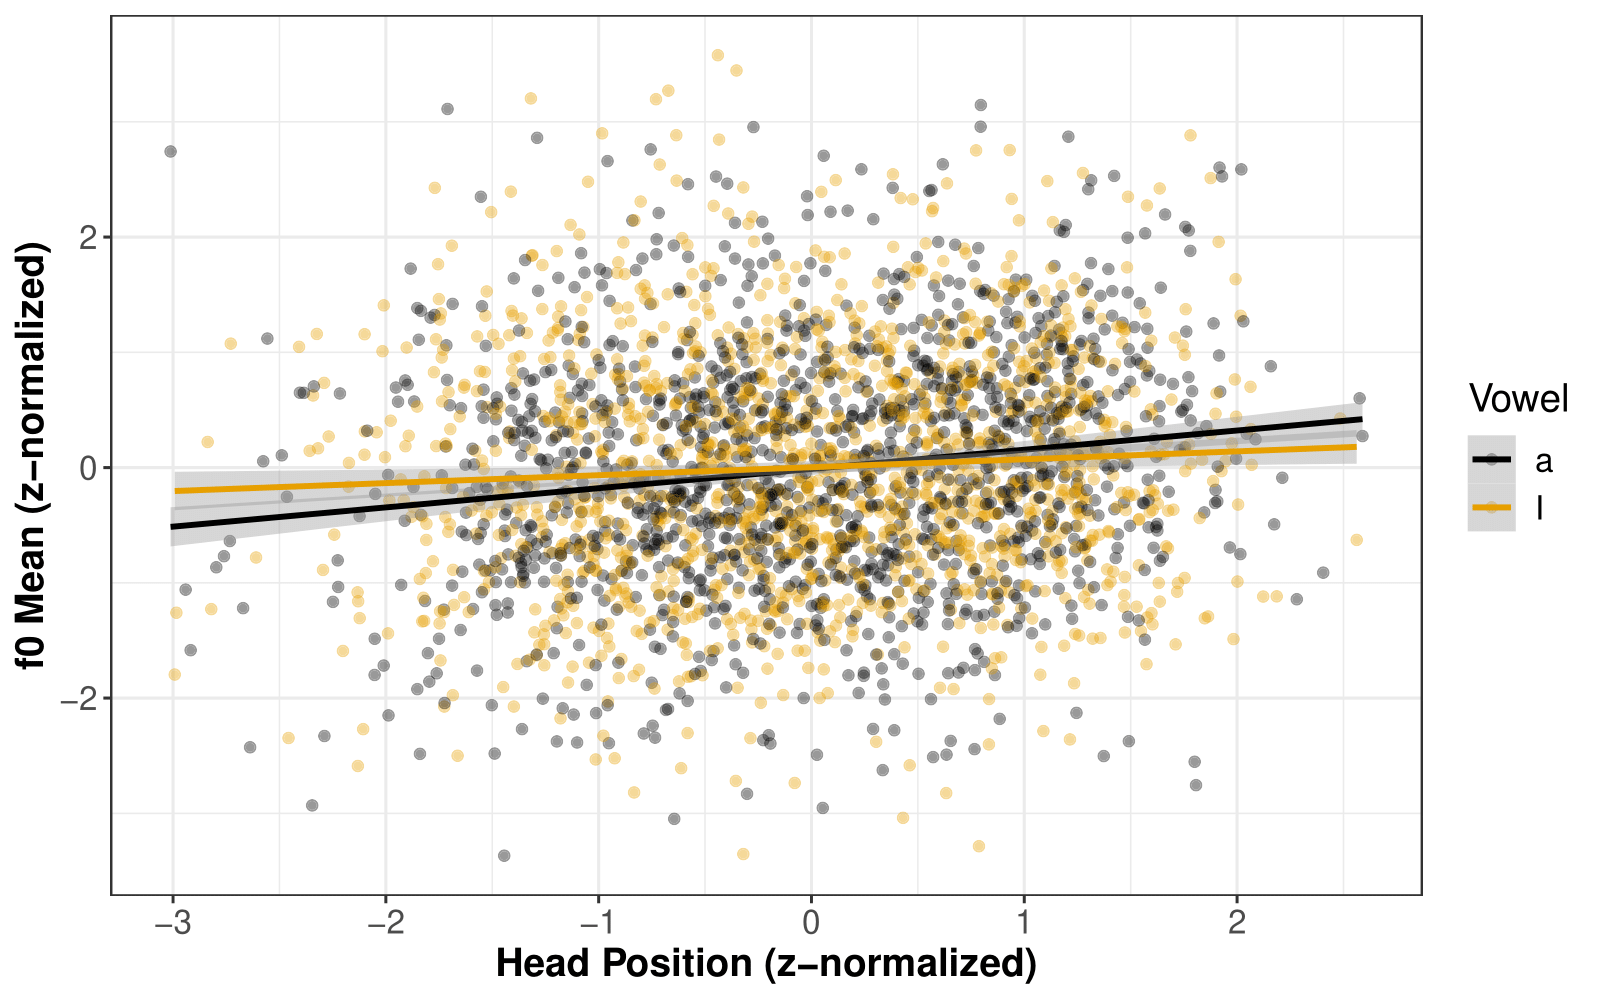 f0 Mean (z−normalized)
2
0
−2
−3
−2
−1
0
1
2
Head Position (z−normalized)
Vowel
a
I